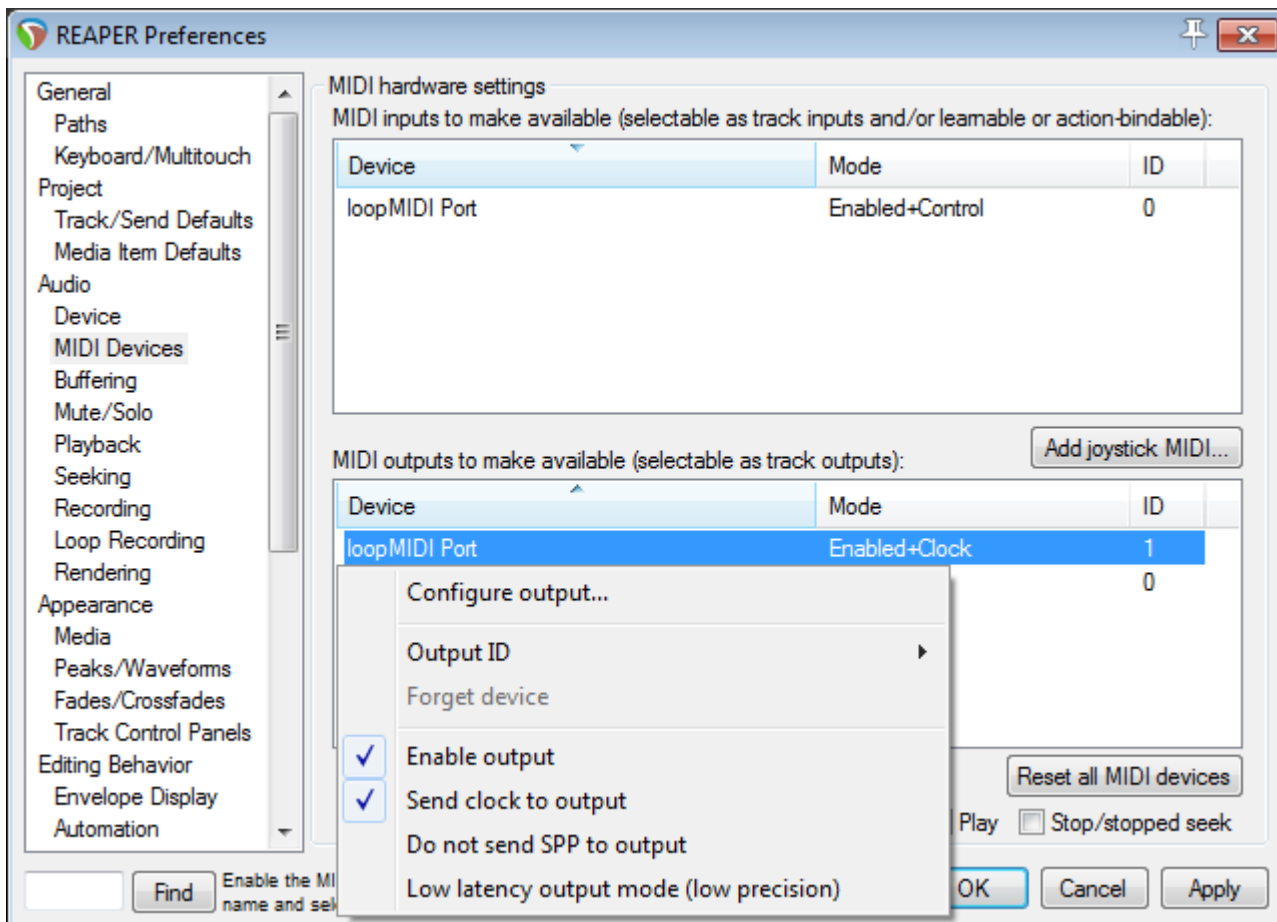 REAPER Preferences
General
Paths
Keyboard/Multitouch
Project
Track/Send Defaults
Media Item Defaults
Audio
Device
MIDI Devices
Buffering
Mute/Solo
Playback
Seeking
Recording
Loop Recording
Rendering
Appearance
Media
Peaks/Waveforms
Fades/Crossfades
Track Control Panels
Editing Behavior
Envelope Display
Automation
Find
Enable the MI
name and sel
MIDI hardware settings
MIDI inputs to make available (selectable as track inputs and/or learnable or action-bindable):
Device Mode ID
loopMIDI Port Enabled+Control 0
Add joystick MIDI...
MIDI outputs to make available (selectable as track outputs):
Device Mode ID
loopMIDI Port Enabled+Clock 1
0
Configure output...
Output ID
Forget device
Enable output
Send clock to output
Do not send SPP to output
Low latency output mode (low precision)
Reset all MIDI devices
Play Stop/stopped seek
OK Cancel Apply